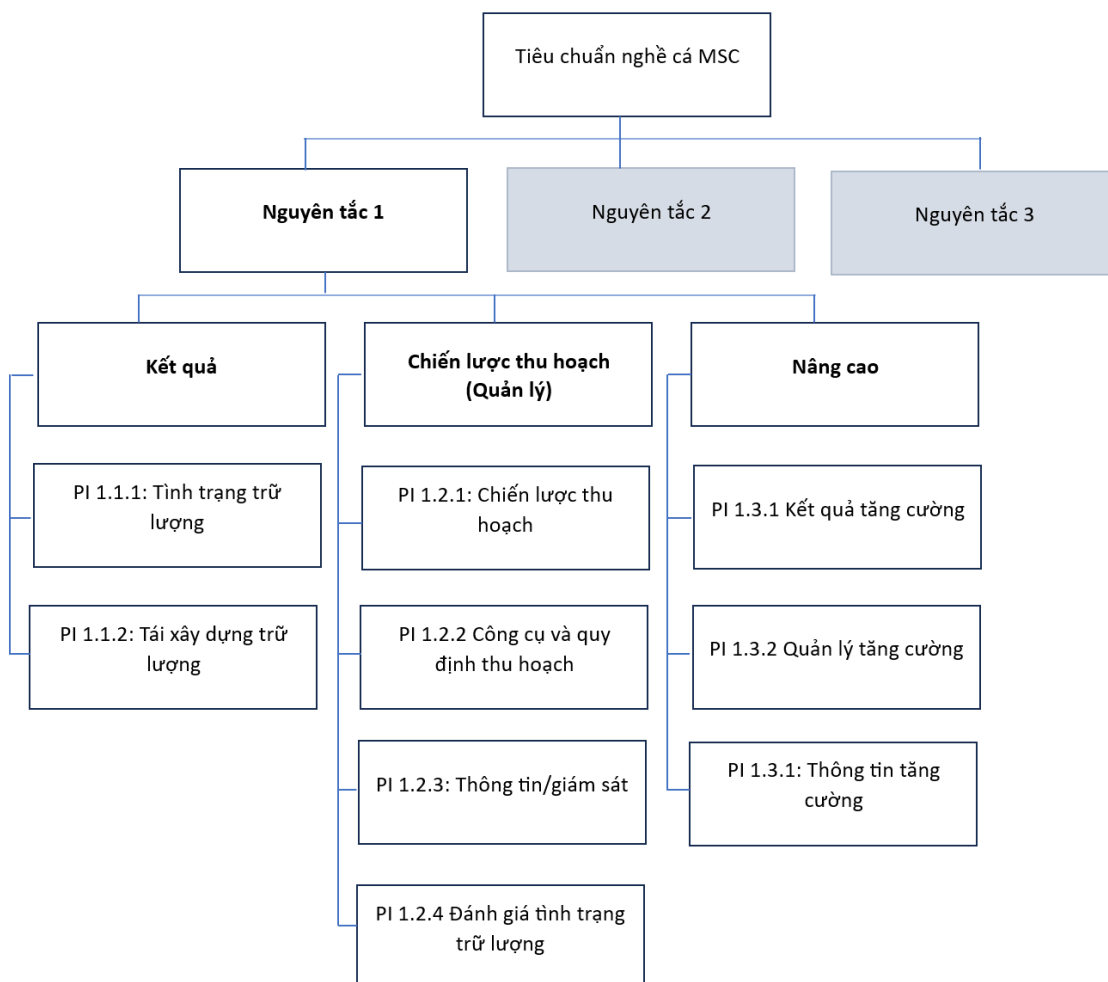 Tiêu chuẩn nghề cá MSC
Nguyên tắc 1
Nguyên tắc 2
Nguyên tắc 3
Kết quả
Chiến lược thu hoạch
(Quản lý)
Nâng cao
PI 1.1.1: Tình trạng trữ
lượng
PI 1.2.1: Chiến lược thu
hoạch
PI 1.3.1 Kết quả tăng cường
PI 1.1.2: Tái xây dựng trữ
lượng
PI 1.2.2 Công cụ và quy
định thu hoạch
PI 1.3.2 Quản lý tăng cường
PI 1.2.3: Thông tin/giám sát
PI 1.3.1: Thông tin tăng
cường
PI 1.2.4 Đánh giá tình trạng
trữ lượng